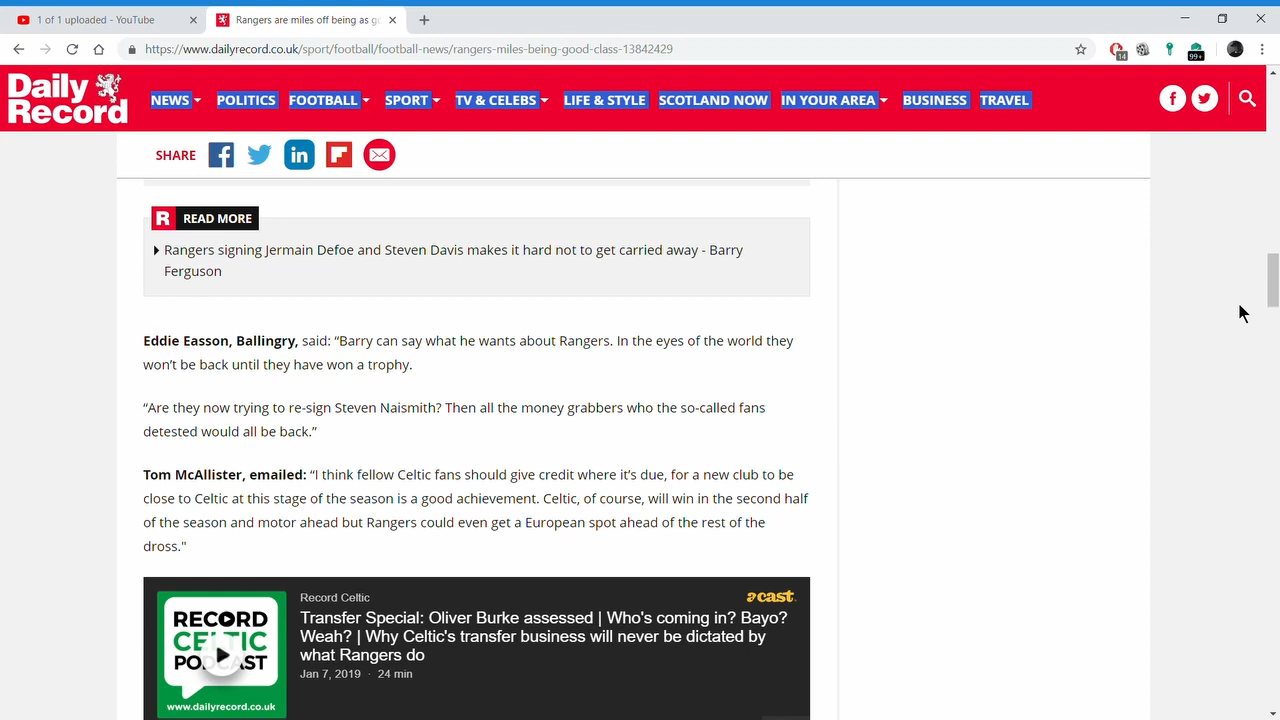 1 of 1 uploaded - YouTube
Rangers are miles off being as go
https://www.dailyrecord.co.uk/sport/football/football-news/rangers-miles-being-good-class-13842429
14
99+
Daily
Record
NEWS POLITICS FOOTBALL SPORT TV & CELEBS LIFE & STYLE SCOTLAND NOW IN YOUR AREA BUSINESS TRAVEL
SHARE
R READ MORE
Rangers signing Jermain Defoe and Steven Davis makes it hard not to get carried away - Barry
Ferguson
Eddie Easson, Ballingry, said: “Barry can say what he wants about Rangers. In the eyes of the world they
won’t be back until they have won a trophy.
“Are they now trying to re-sign Steven Naismith? Then all the money grabbers who the so-called fans
detested would all be back.”
Tom McAllister, emailed: “I think fellow Celtic fans should give credit where it’s due, for a new club to be
close to Celtic at this stage of the season is a good achievement. Celtic, of course, will win in the second half
of the season and motor ahead but Rangers could even get a European spot ahead of the rest of the
dross."
RECORD
CELTIC
PODCAST
www.dailyrecord.co.uk
Record Celtic
acast
Transfer Special: Oliver Burke assessed | Who's coming in? Bayo?
Weah? | Why Celtic's transfer business will never be dictated by
what Rangers do
Jan 7, 2019 · 24 min